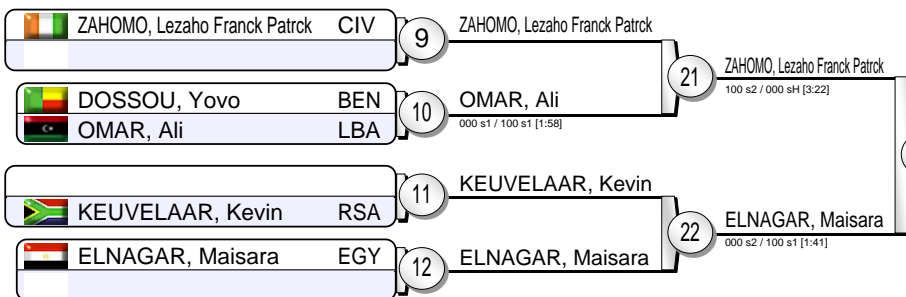 ZAHOMO, Lezaho Franck Patrck CIV
9
ZAHOMO, Lezaho Franck Patrck
21
ZAHOMO, Lezaho Franck Patrck
100 s2 / 000 sH [3:22]
DOSSOU, Yovo BEN
OMAR, Ali LBA
10
OMAR, Ali
000 s1 / 100 s1 [1:58]
KEUVELAAR, Kevin RSA
11
KEUVELAAR, Kevin
22
ELNAGAR, Maisara
000 s2 / 100 s1 [1:41]
ELNAGAR, Maisara EGY
12
ELNAGAR, Maisara